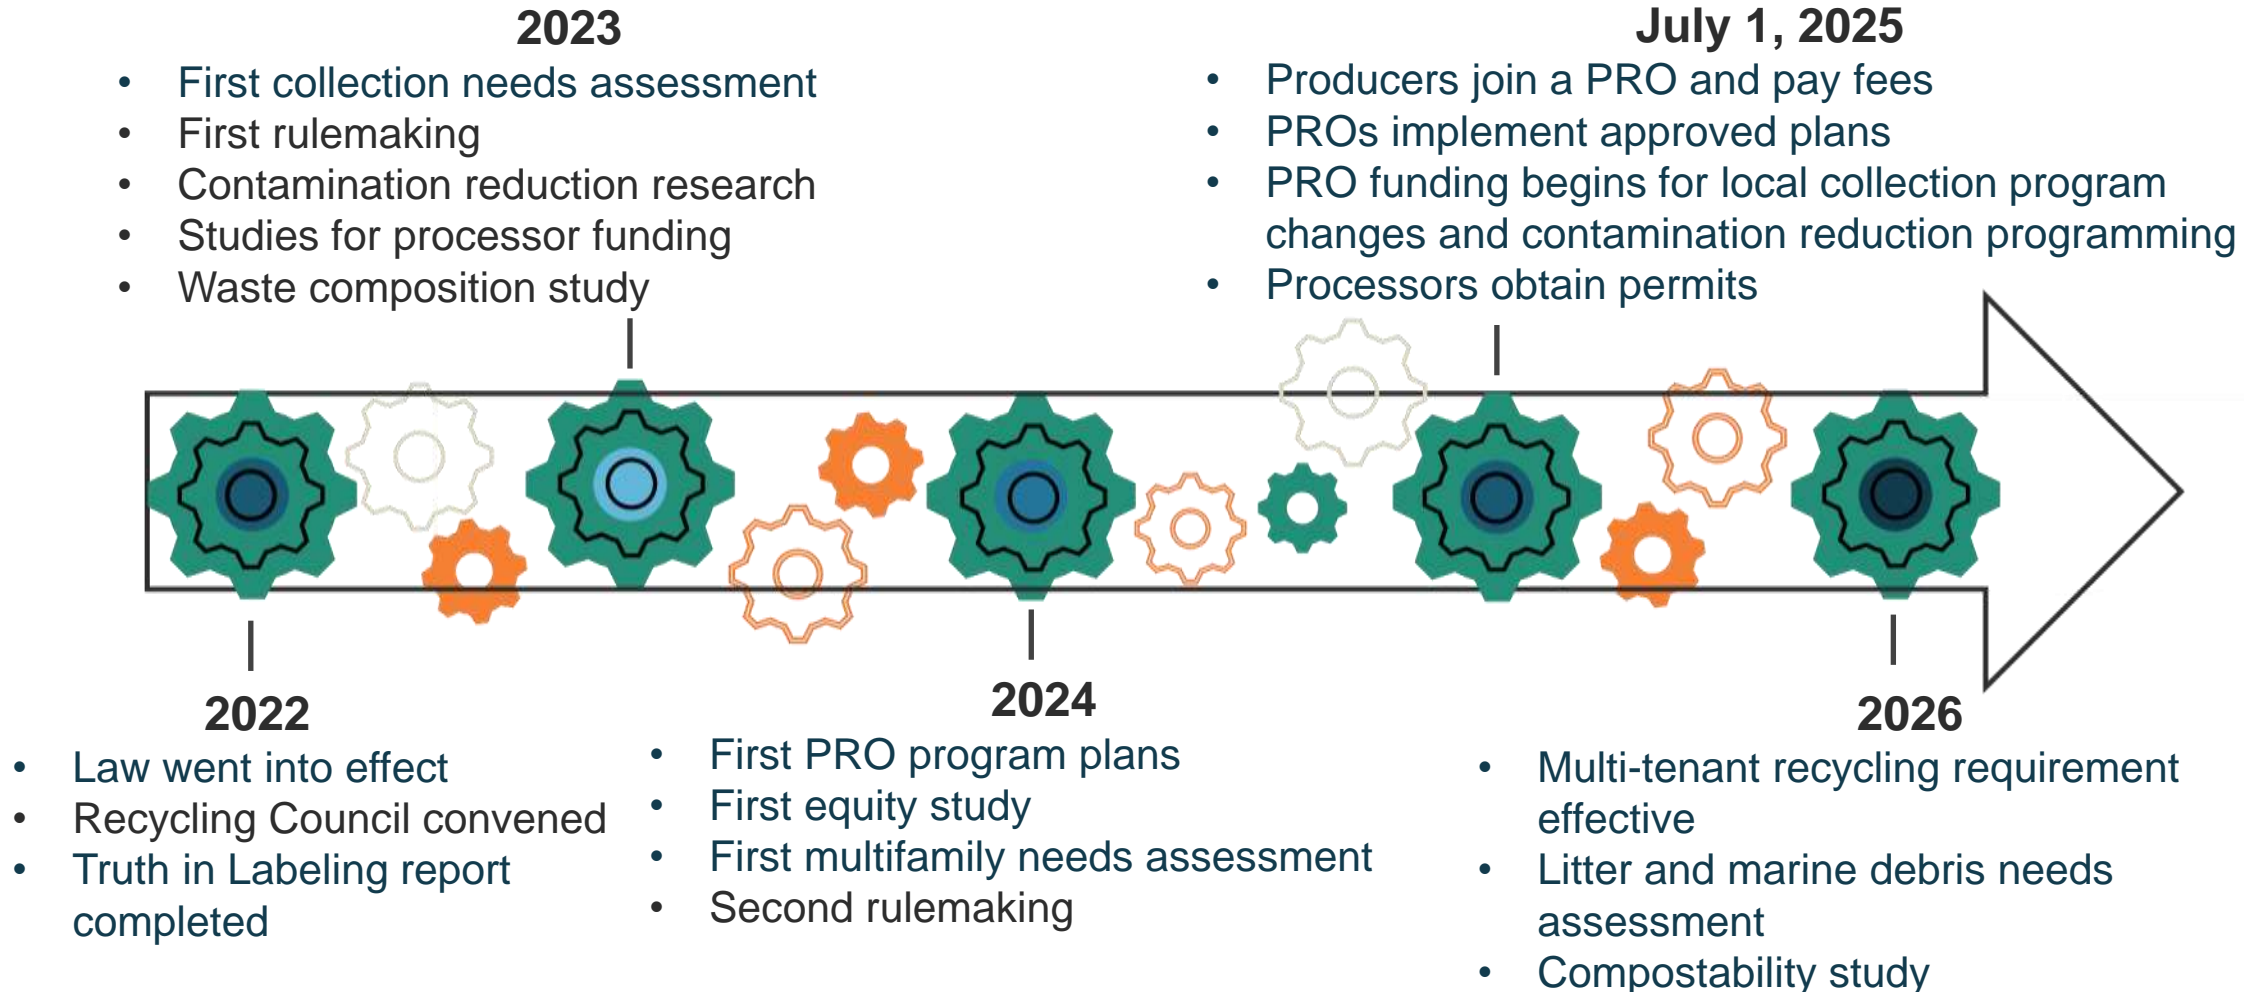 2023
• First collection needs assessment
• First rulemaking
• Contamination reduction research
• Studies for processor funding
• Waste composition study
July 1, 2025
• Producers join a PRO and pay fees
• PROs implement approved plans
• PRO funding begins for local collection program
changes and contamination reduction programming
• Processors obtain permits
2022
• Law went into effect
• Recycling Council convened
• Truth in Labeling report
completed
2024
• First PRO program plans
• First equity study
• First multifamily needs assessment
• Second rulemaking
2026
• Multi-tenant recycling requirement
effective
• Litter and marine debris needs
assessment
• Compostability study